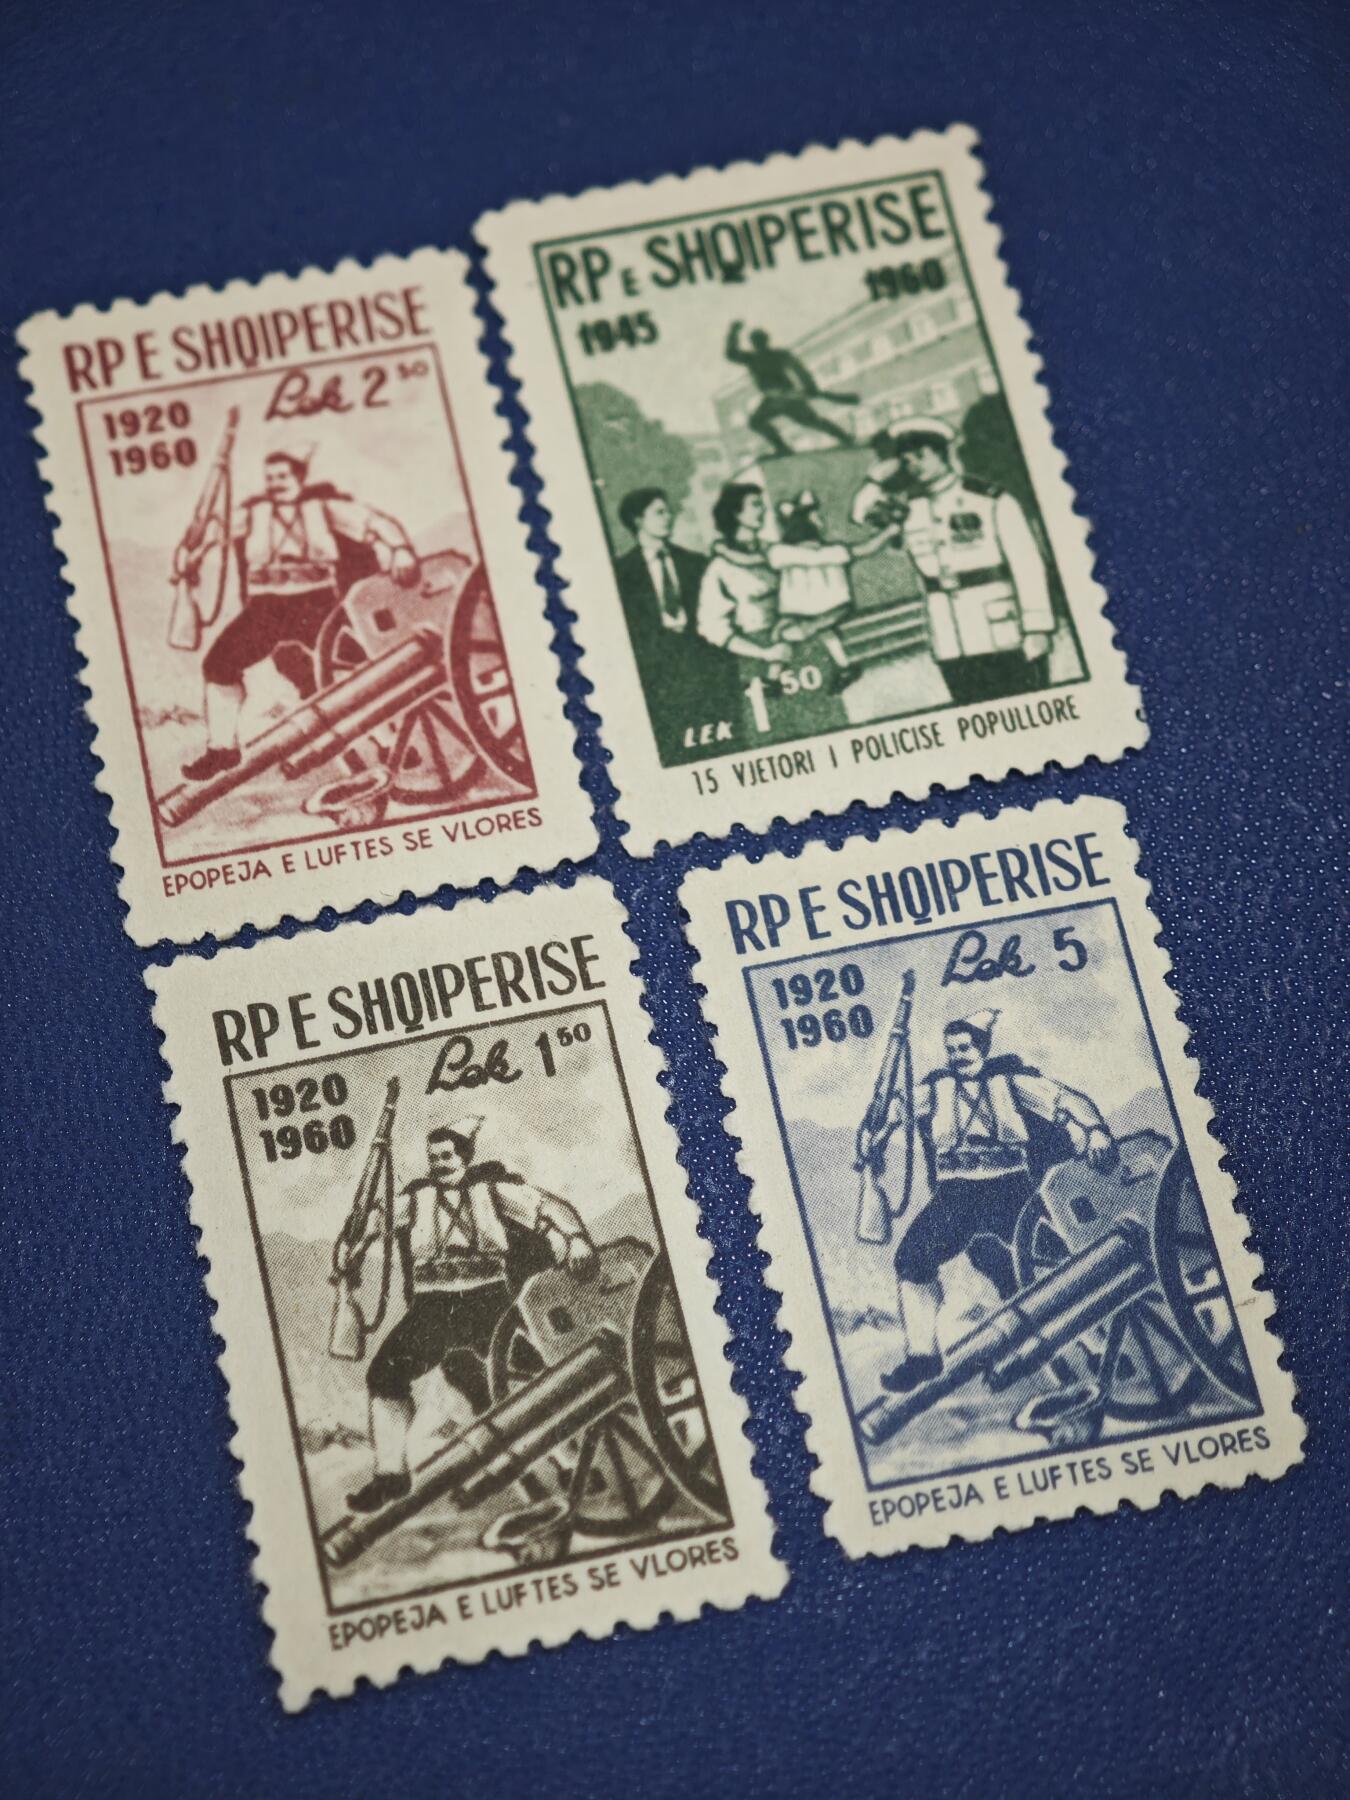 RP E SHQIPERISE
Lek 2 50
1920
1960
EPOPEJA E LUFTES SE VLORES
RP E SHQIPERISE
1960
1945
LEK 1 50
15 VJETORI I POLICISE POPULLORE
RP E SHQIPERISE
Lek 1 50
1920
1960
EPOPEJA E LUFTES SE VLORES
RP E SHQIPERISE
Lek 5
1920
1960
EPOPEJA E LUFTES SE VLORES